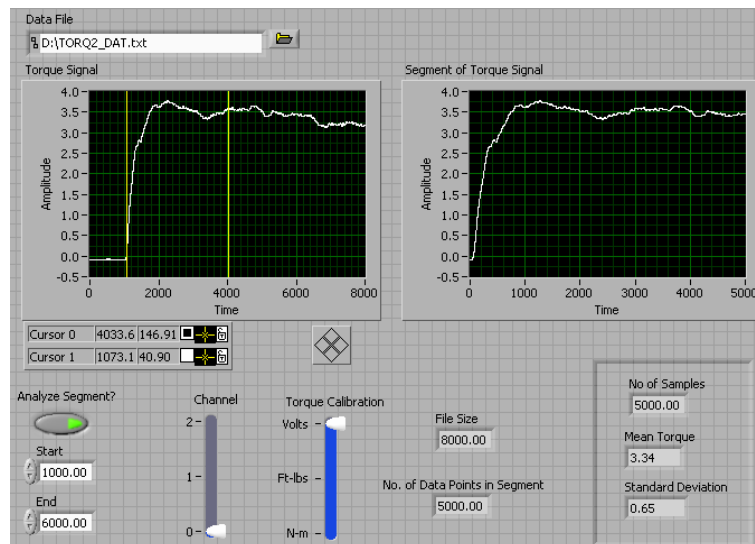 Data File
D:\TORQ2_DAT.txt
Torque Signal
4.0
3.5
3.0
2.5
2.0
1.5
1.0
0.5
0.0
-0.5
Amplitude
0 2000 4000 6000 8000
Time
Segment of Torque Signal
4.0
3.5
3.0
2.5
2.0
1.5
1.0
0.5
0.0
-0.5
Amplitude
0 1000 2000 3000 4000 5000
Time
Cursor 0 4033.6 146.91
Cursor 1 1073.1 40.90
Analyze Segment?
Start
1000.00
End
6000.00
Channel
2
1
0
Torque Calibration
Volts
Ft-lbs
N-m
File Size
8000.00
No. of Data Points in Segment
5000.00
No of Samples
5000.00
Mean Torque
3.34
Standard Deviation
0.65